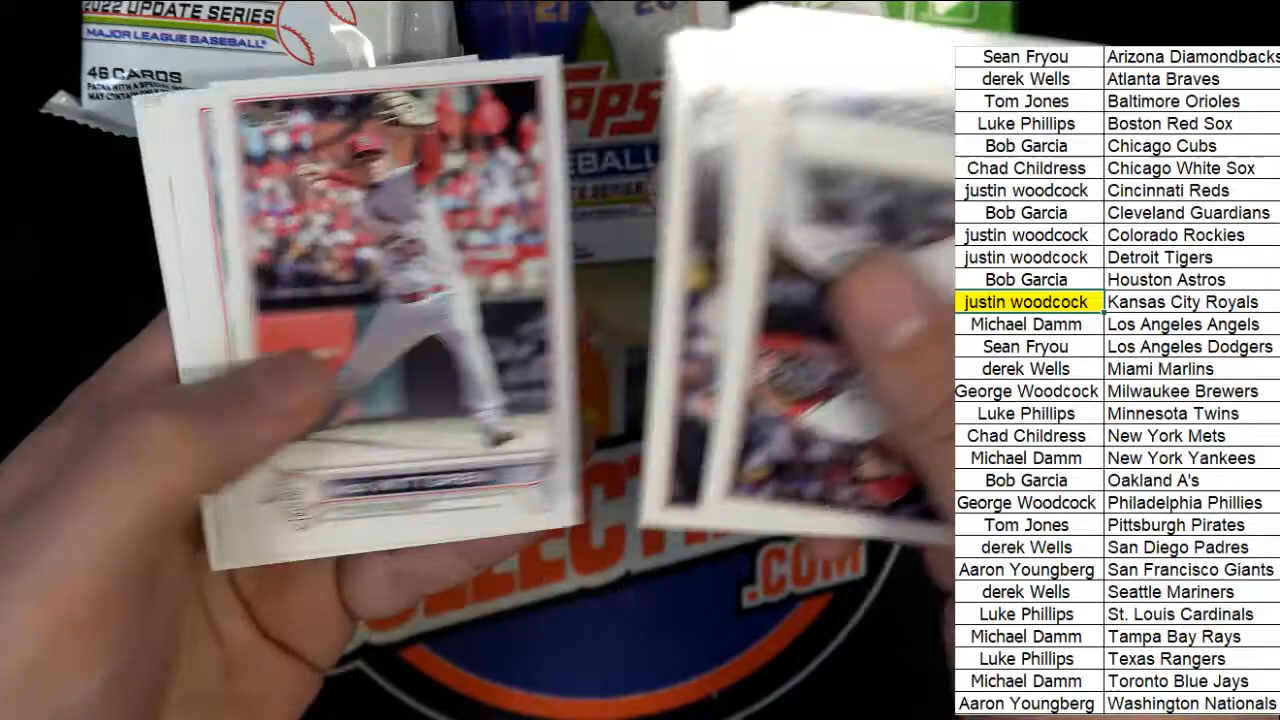 2022 UPDATE SERIES
MAJOR LEAGUE BASEBALL
46 CARDS
21
.COM
Sean Fryou Arizona Diamondbacks
derek Wells Atlanta Braves
Tom Jones Baltimore Orioles
Luke Phillips Boston Red Sox
Bob Garcia Chicago Cubs
Chad Childress Chicago White Sox
justin woodcock Cincinnati Reds
Bob Garcia Cleveland Guardians
justin woodcock Colorado Rockies
justin woodcock Detroit Tigers
Bob Garcia Houston Astros
justin woodcock Kansas City Royals
Michael Damm Los Angeles Angels
Sean Fryou Los Angeles Dodgers
derek Wells Miami Marlins
George Woodcock Milwaukee Brewers
Luke Phillips Minnesota Twins
Chad Childress New York Mets
Michael Damm New York Yankees
Bob Garcia Oakland A's
George Woodcock Philadelphia Phillies
Tom Jones Pittsburgh Pirates
derek Wells San Diego Padres
Aaron Youngberg San Francisco Giants
derek Wells Seattle Mariners
Luke Phillips St. Louis Cardinals
Michael Damm Tampa Bay Rays
Luke Phillips Texas Rangers
Michael Damm Toronto Blue Jays
Aaron Youngberg Washington Nationals